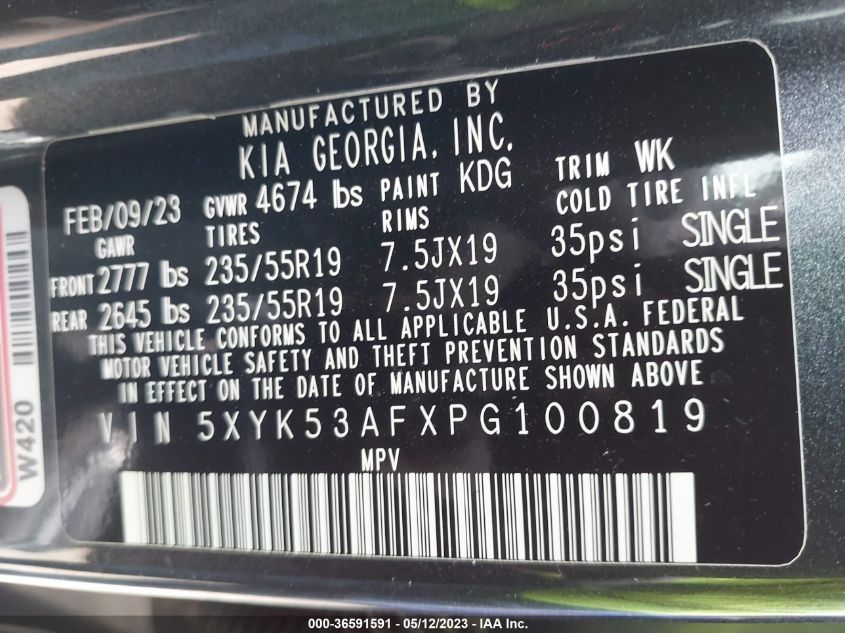 MANUFACTURED BY
KIA GEORGIA, INC.
FEB/09/23 GVWR 4674 lbs PAINT KDG TRIM WK
GAWR TIRES RIMS COLD TIRE INFL
FRONT 2777 lbs 235/55R19 7.5JX19 35psi SINGLE
REAR 2645 lbs 235/55R19 7.5JX19 35psi SINGLE
THIS VEHICLE CONFORMS TO ALL APPLICABLE U.S.A. FEDERAL
MOTOR VEHICLE SAFETY AND THEFT PREVENTION STANDARDS
IN EFFECT ON THE DATE OF MANUFACTURE SHOWN ABOVE
VIN 5XYK53AFXPG100819
MPV
W420
000-36591591 - 05/12/2023 - IAA Inc.